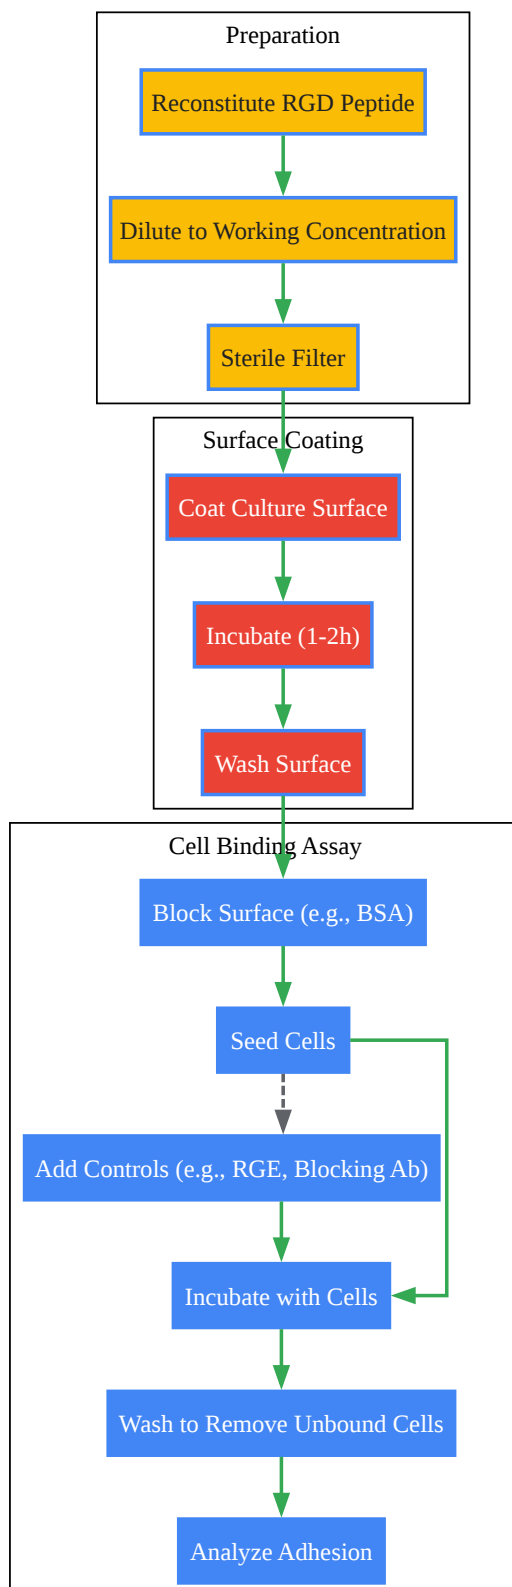 Preparation
Reconstitute RGD Peptide
Dilute to Working Concentration
Sterile Filter
Surface Coating
Coat Culture Surface
Incubate (1-2h)
Wash Surface
Cell Binding Assay
Block Surface (e.g., BSA)
Seed Cells
Add Controls (e.g., RGE, Blocking Ab)
Incubate with Cells
Wash to Remove Unbound Cells
Analyze Adhesion